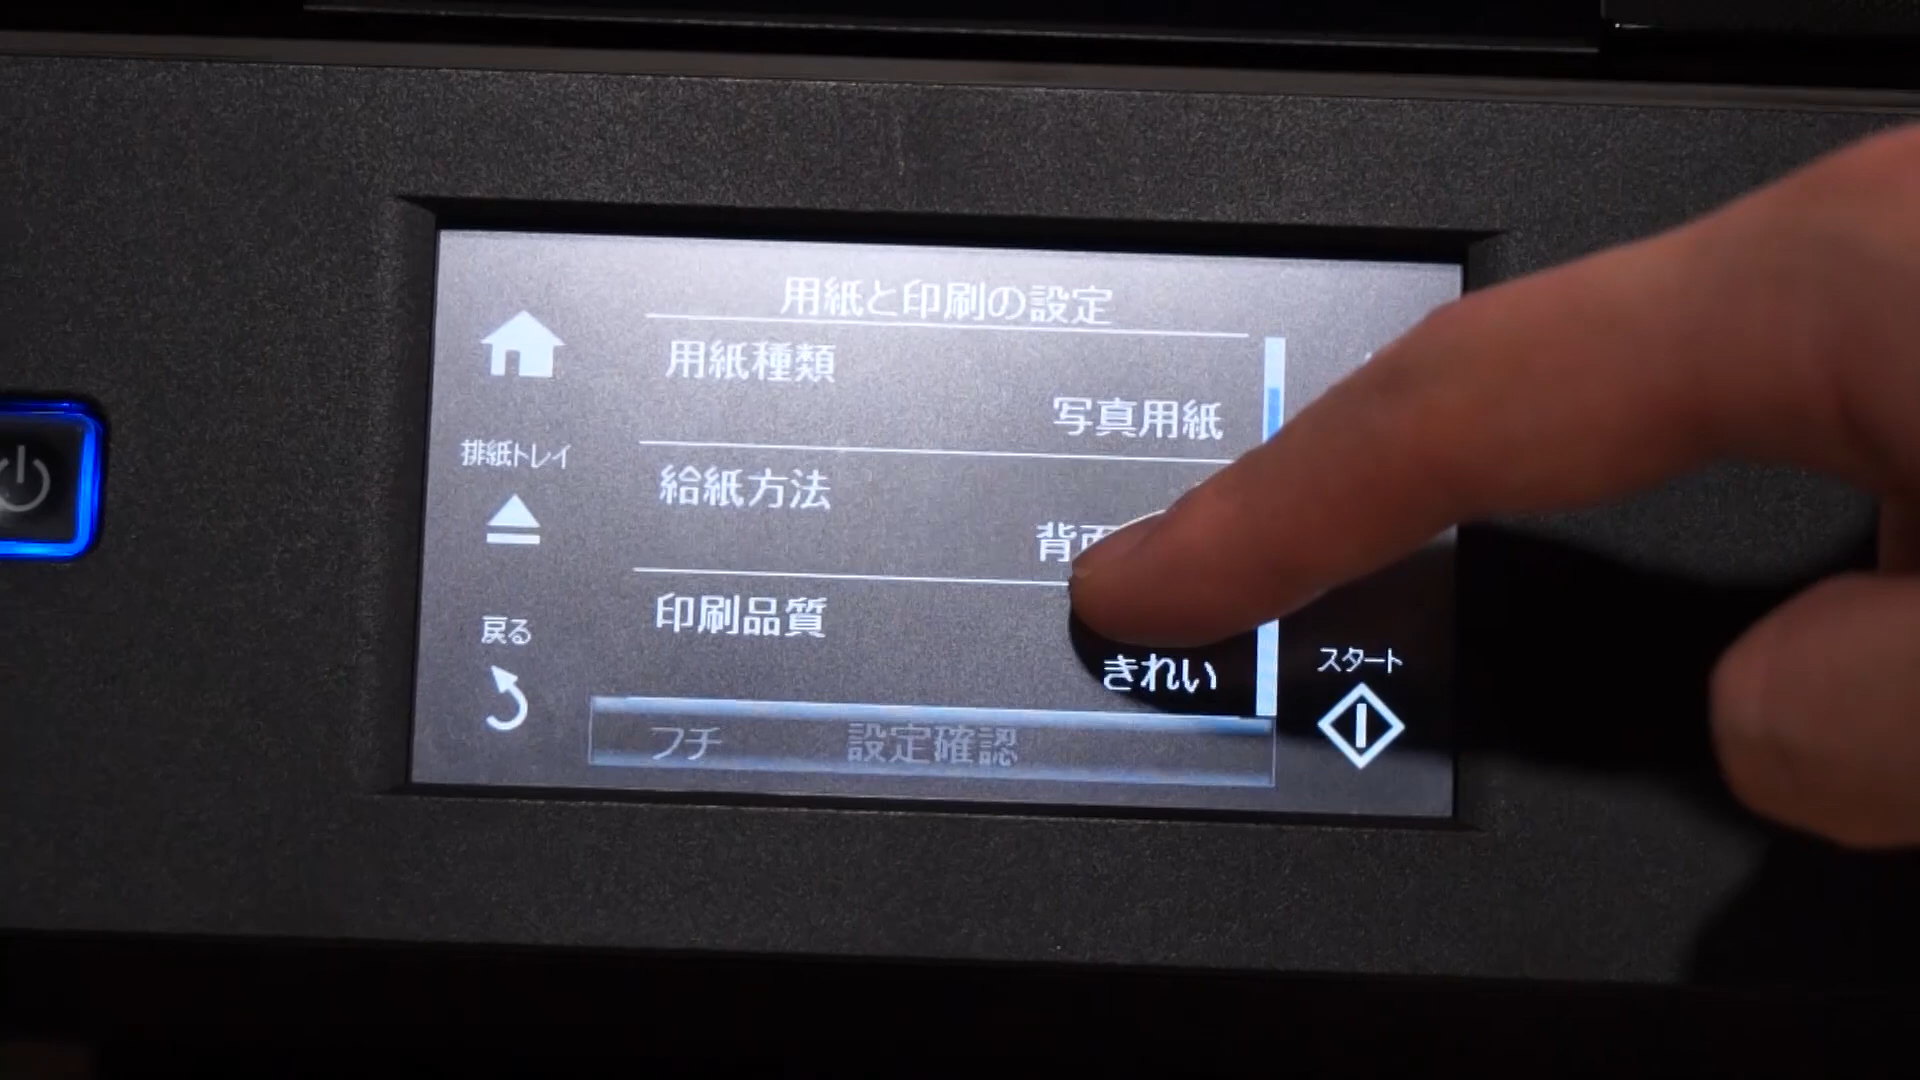 用紙と印刷の設定
用紙種類
写真用紙
排紙トレイ
給紙方法
背面
戻る
印刷品質
きれい
スタート
フチ
設定確認